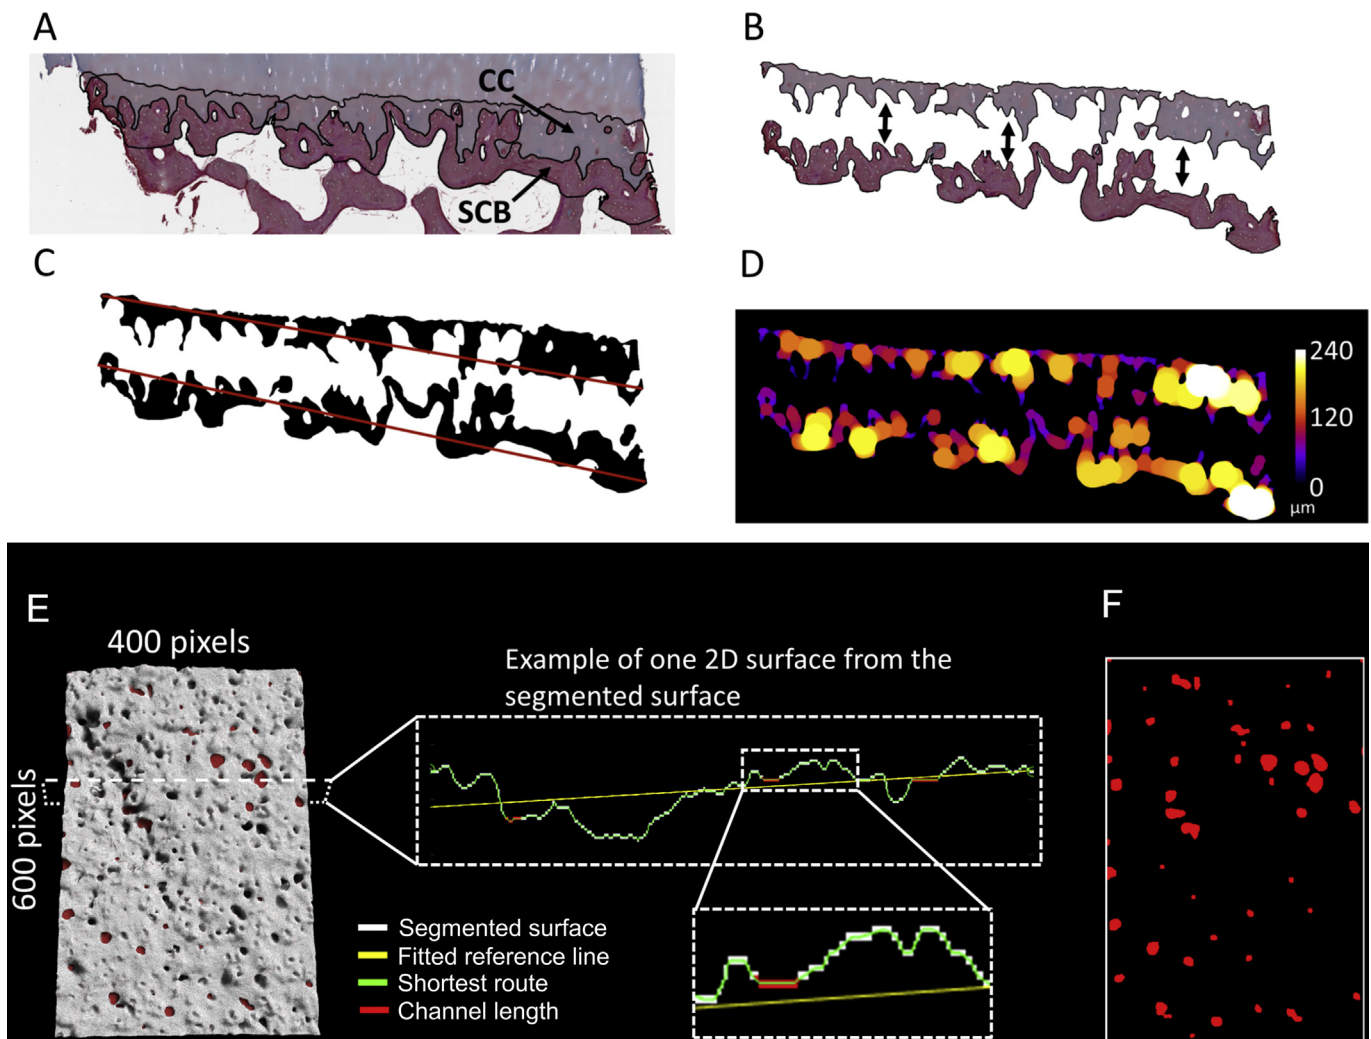 A
CC
SCB
B
C
D
240
120
0
µm
E
400 pixels
600 pixels
Example of one 2D surface from the
segmented surface
Segmented surface
Fitted reference line
Shortest route
Channel length
F